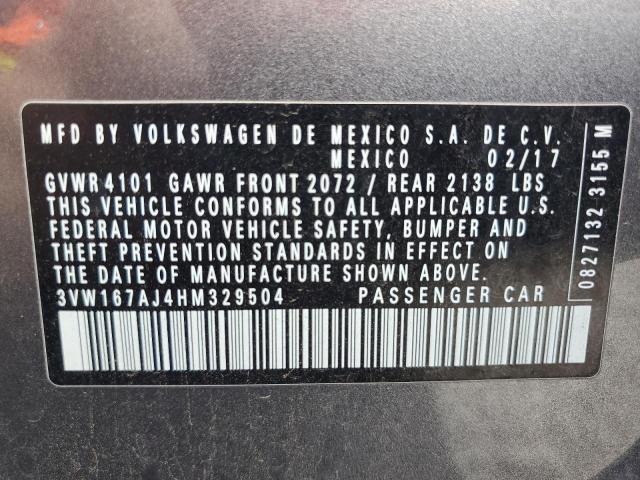 MFD BY VOLKSWAGEN DE MEXICO S.A. DE C.V.
MEXICO 02/17
GVWR 4101 GAWR FRONT 2072 / REAR 2138 LBS
THIS VEHICLE CONFORMS TO ALL APPLICABLE U.S.
FEDERAL MOTOR VEHICLE SAFETY, BUMPER AND
THEFT PREVENTION STANDARDS IN EFFECT ON
THE DATE OF MANUFACTURE SHOWN ABOVE.
3VW167AJ4HM329504 PASSENGER CAR
0827132 3155 M